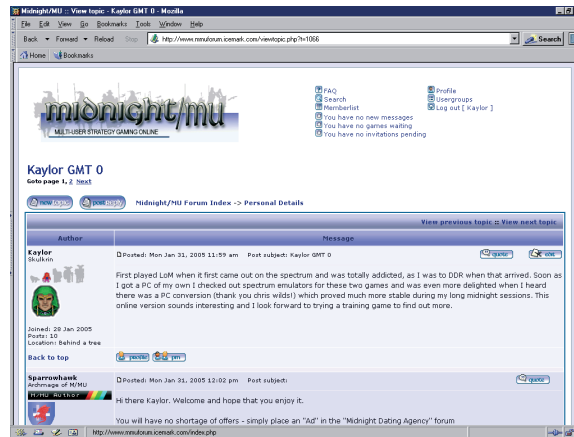 Midnight/MU :: View topic - Kaylor GMT 0 - Mozilla
File Edit View Go Bookmarks Tools Window Help
Back Forward Reload Stop http://www.mmuforum.icemark.com/viewtopic.php?t=1066 Search
Home Bookmarks
midnight/mu
MULTI-USER STRATEGY GAMING ONLINE
FAQ Profile
Search Usergroups
Memberlist Log out [ Kaylor ]
You have no new messages
You have no games waiting
You have no invitations pending
Kaylor GMT 0
Goto page 1, 2 Next
new topic post reply Midnight/MU Forum Index -> Personal Details
View previous topic :: View next topic
Author Message
Kaylor
Skulkrin
Posted: Mon Jan 31, 2005 11:59 am Post subject: Kaylor GMT 0 quote edit
First played LoM when it first came out on the spectrum and was totally addicted, as I was to DDR when that arrived. Soon as
I got a PC of my own I checked out spectrum emulators for these two games and was even more delighted when I heard
there was a PC conversion (thank you chris wilds!) which proved much more stable during my long midnight sessions. This
online version sounds interesting and I look forward to trying a training game to find out more.
Joined: 28 Jan 2005
Posts: 10
Location: Behind a tree
Back to top profile pm
Sparrowhawk
Archmage of M/MU
M/MU Author
Posted: Mon Jan 31, 2005 12:02 pm Post subject: quote
Hi there Kaylor. Welcome and hope that you enjoy it.
You will have no shortage of offers - simply place an "Ad" in the "Midnight Dating Agency" forum
http://www.mmuforum.icemark.com/index.php